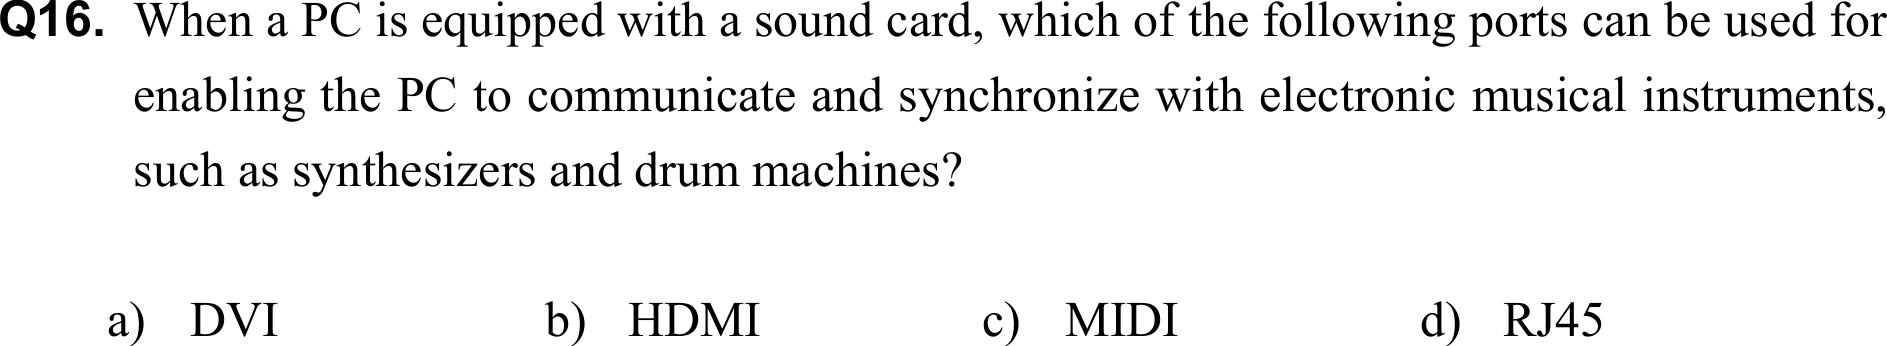 Q16. When a PC is equipped with a sound card, which of the following ports can be used for
enabling the PC to communicate and synchronize with electronic musical instruments,
such as synthesizers and drum machines?
a) DVI b) HDMI c) MIDI d) RJ45